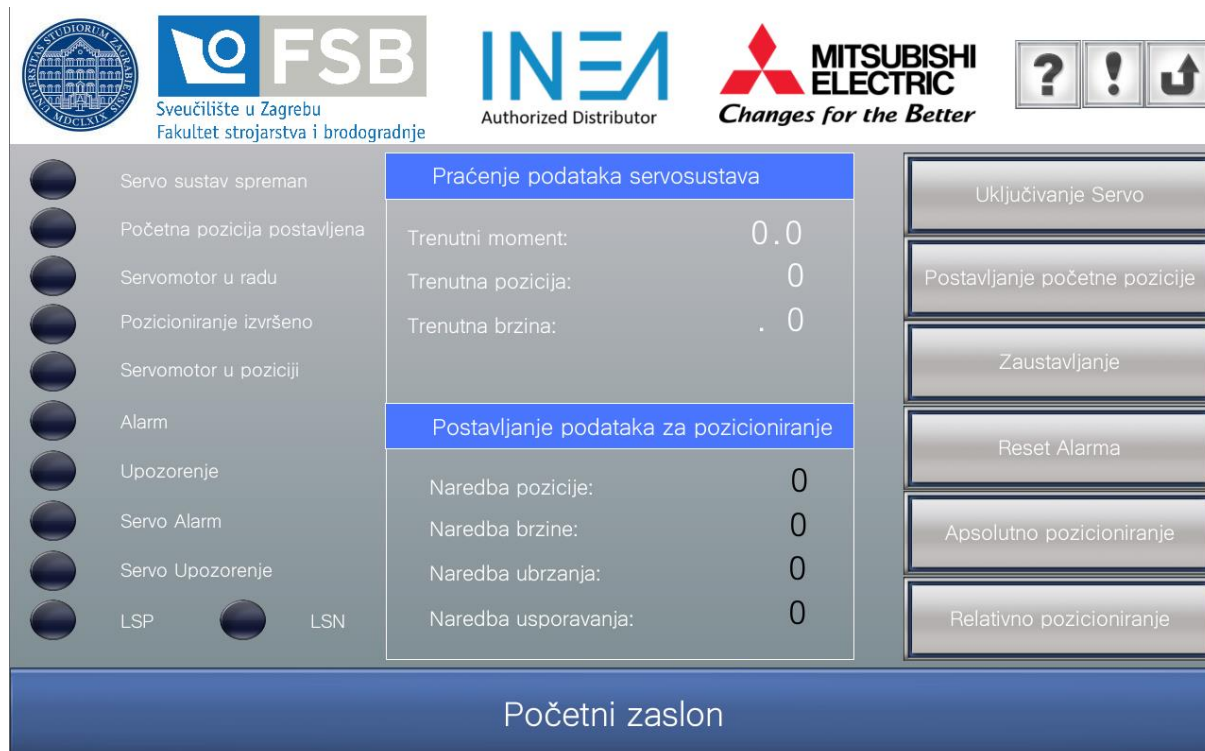 STUDIORUM ZAGRABIENSIS
UNIVERSITAS
MDCLXIX
FSB
Sveučilište u Zagrebu
Fakultet strojarstva i brodogradnje
INEA
Authorized Distributor
MITSUBISHI
ELECTRIC
Changes for the Better
?
!
Servo sustav spreman
Početna pozicija postavljena
Servomotor u radu
Pozicioniranje izvršeno
Servomotor u poziciji
Alarm
Upozorenje
Servo Alarm
Servo Upozorenje
LSP LSN
Praćenje podataka servosustava
Trenutni moment: 0.0
Trenutna pozicija: 0
Trenutna brzina: . 0
Postavljanje podataka za pozicioniranje
Naredba pozicije: 0
Naredba brzine: 0
Naredba ubrzanja: 0
Naredba usporavanja: 0
Uključivanje Servo
Postavljanje početne pozicije
Zaustavljanje
Reset Alarma
Apsolutno pozicioniranje
Relativno pozicioniranje
Početni zaslon